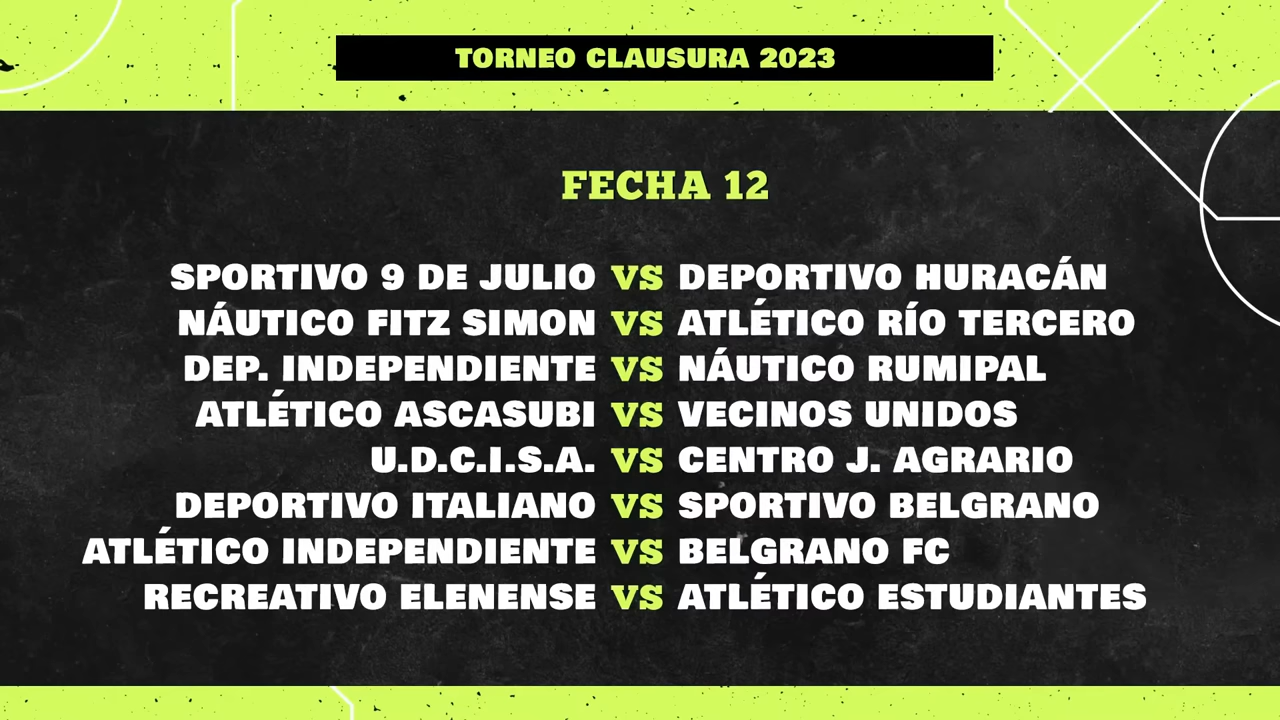 TORNEO CLAUSURA 2023
FECHA 12
SPORTIVO 9 DE JULIO VS DEPORTIVO HURACÁN
NÁUTICO FITZ SIMON VS ATLÉTICO RÍO TERCERO
DEP. INDEPENDIENTE VS NÁUTICO RUMIPAL
ATLÉTICO ASCASUBI VS VECINOS UNIDOS
U.D.C.I.S.A. VS CENTRO J. AGRARIO
DEPORTIVO ITALIANO VS SPORTIVO BELGRANO
ATLÉTICO INDEPENDIENTE VS BELGRANO FC
RECREATIVO ELENENSE VS ATLÉTICO ESTUDIANTES